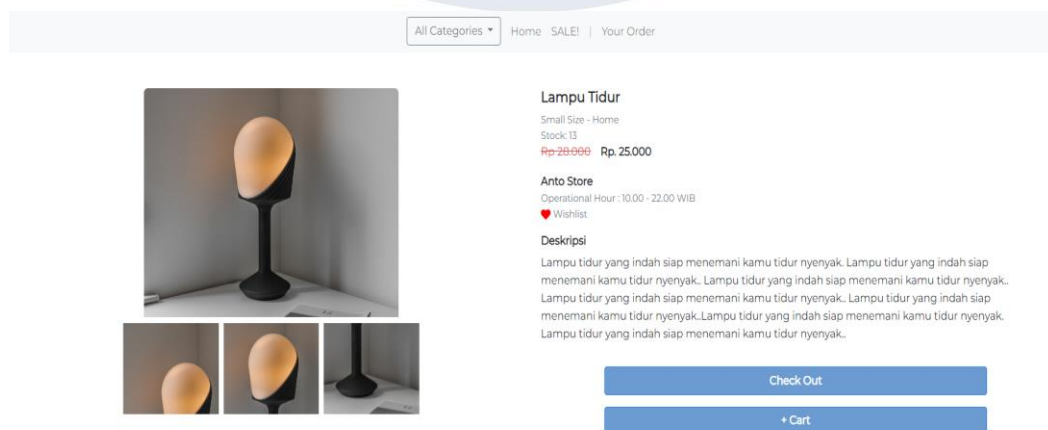 All Categories Home SALE! | Your Order
Lampu Tidur
Small Size - Home
Stock: 13
Rp 28.000 Rp. 25.000
Anto Store
Operational Hour : 10.00 - 22.00 WIB
Wishlist
Deskripsi
Lampu tidur yang indah siap menemani kamu tidur nyenyak. Lampu tidur yang indah siap
menemani kamu tidur nyenyak.. Lampu tidur yang indah siap menemani kamu tidur nyenyak..
Lampu tidur yang indah siap menemani kamu tidur nyenyak.. Lampu tidur yang indah siap
menemani kamu tidur nyenyak..Lampu tidur yang indah siap menemani kamu tidur nyenyak.
Lampu tidur yang indah siap menemani kamu tidur nyenyak..
Check Out
+ Cart